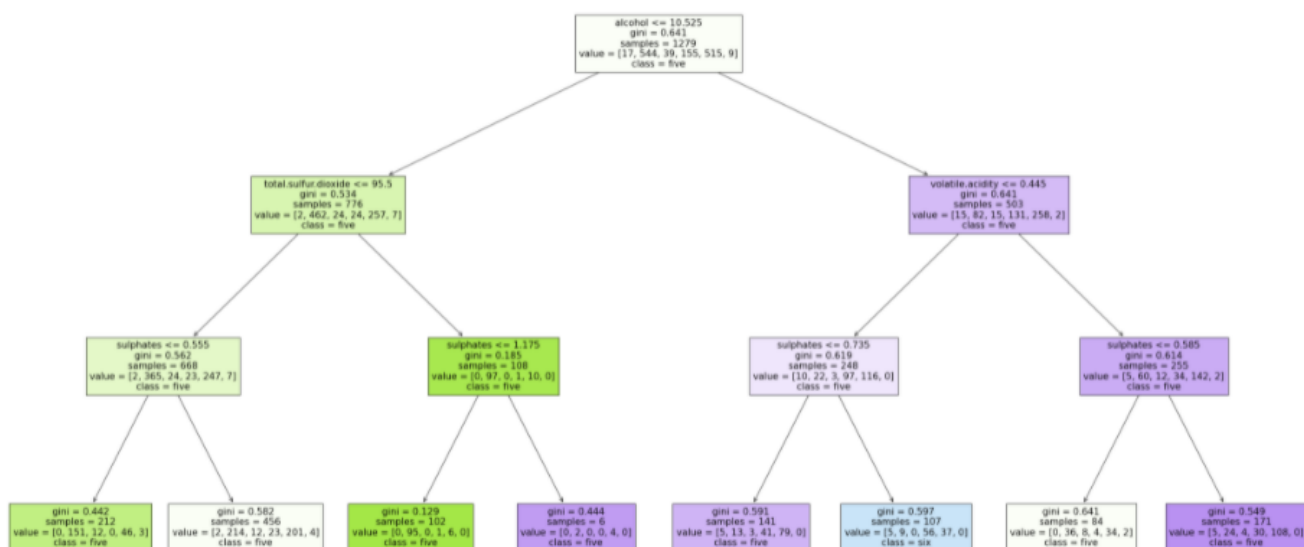 alcohol <= 10.525
gini = 0.641
samples = 1279
value = [17, 544, 39, 155, 515, 9]
class = five
total.sulfur.dioxide <= 95.5
gini = 0.534
samples = 776
value = [2, 462, 24, 24, 257, 7]
class = five
volatile.acidity <= 0.445
gini = 0.641
samples = 503
value = [15, 82, 15, 131, 258, 2]
class = five
sulphates <= 0.555
gini = 0.562
samples = 668
value = [2, 365, 24, 23, 247, 7]
class = five
sulphates <= 1.175
gini = 0.185
samples = 108
value = [0, 97, 0, 1, 10, 0]
class = five
sulphates <= 0.735
gini = 0.619
samples = 248
value = [10, 22, 3, 97, 116, 0]
class = five
sulphates <= 0.585
gini = 0.614
samples = 255
value = [5, 60, 12, 34, 142, 2]
class = five
gini = 0.442
samples = 212
value = [0, 151, 12, 0, 46, 3]
class = five
gini = 0.582
samples = 456
value = [2, 214, 12, 23, 201, 4]
class = five
gini = 0.129
samples = 102
value = [0, 95, 0, 1, 6, 0]
class = five
gini = 0.444
samples = 6
value = [0, 2, 0, 0, 4, 0]
class = five
gini = 0.591
samples = 141
value = [5, 13, 3, 41, 79, 0]
class = five
gini = 0.597
samples = 107
value = [5, 9, 0, 56, 37, 0]
class = six
gini = 0.641
samples = 84
value = [0, 36, 8, 4, 34, 2]
class = five
gini = 0.549
samples = 171
value = [5, 24, 4, 30, 108, 0]
class = five